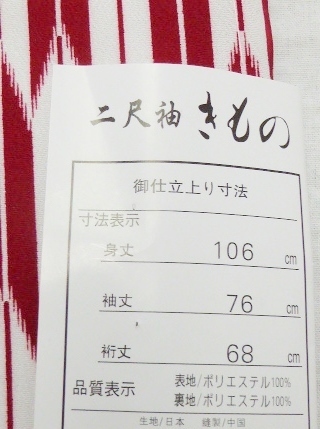 二尺袖 きもの
御仕立上り寸法
寸法表示
身丈 106 cm
袖丈 76 cm
裄丈 68 cm
品質表示 表地/ポリエステル100%
裏地/ポリエステル100%
生地/日本 縫製/中国